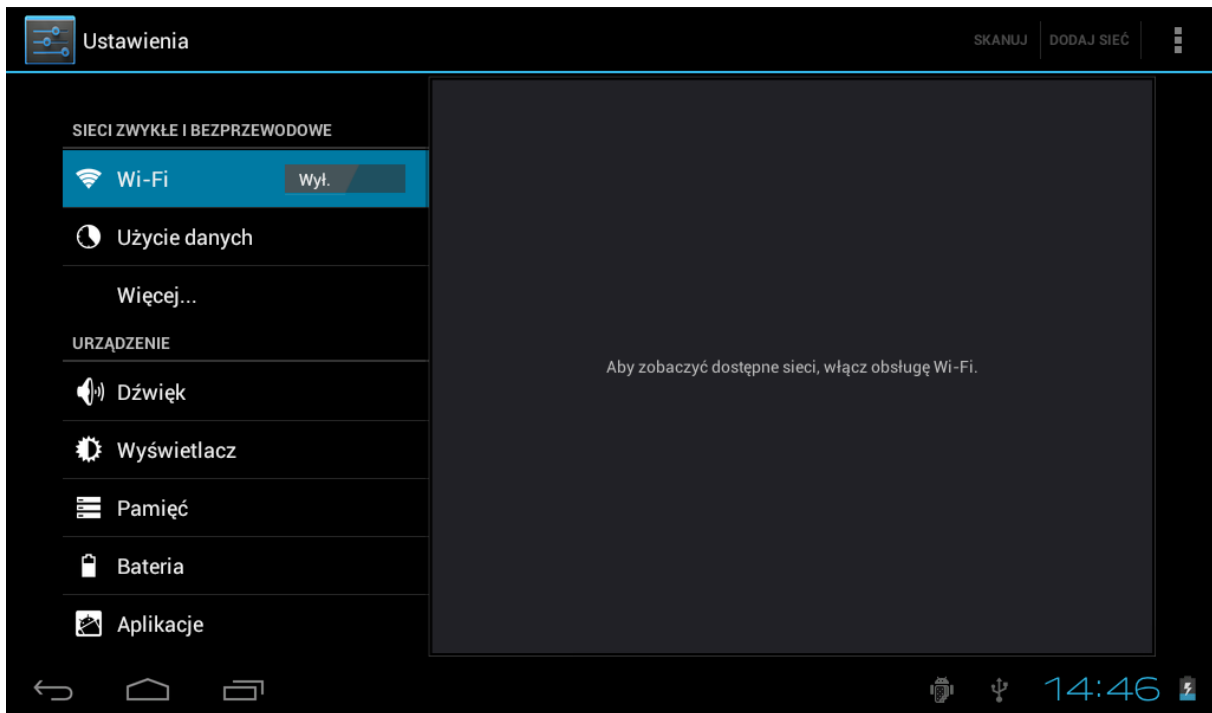 Ustawienia
SKANUJ DODAJ SIEĆ
SIECI ZWYKŁE I BEZPRZEWODOWE
Wi-Fi Wył.
Użycie danych
Więcej...
URZĄDZENIE
Dźwięk
Wyświetlacz
Pamięć
Bateria
Aplikacje
Aby zobaczyć dostępne sieci, włącz obsługę Wi-Fi.
14:46